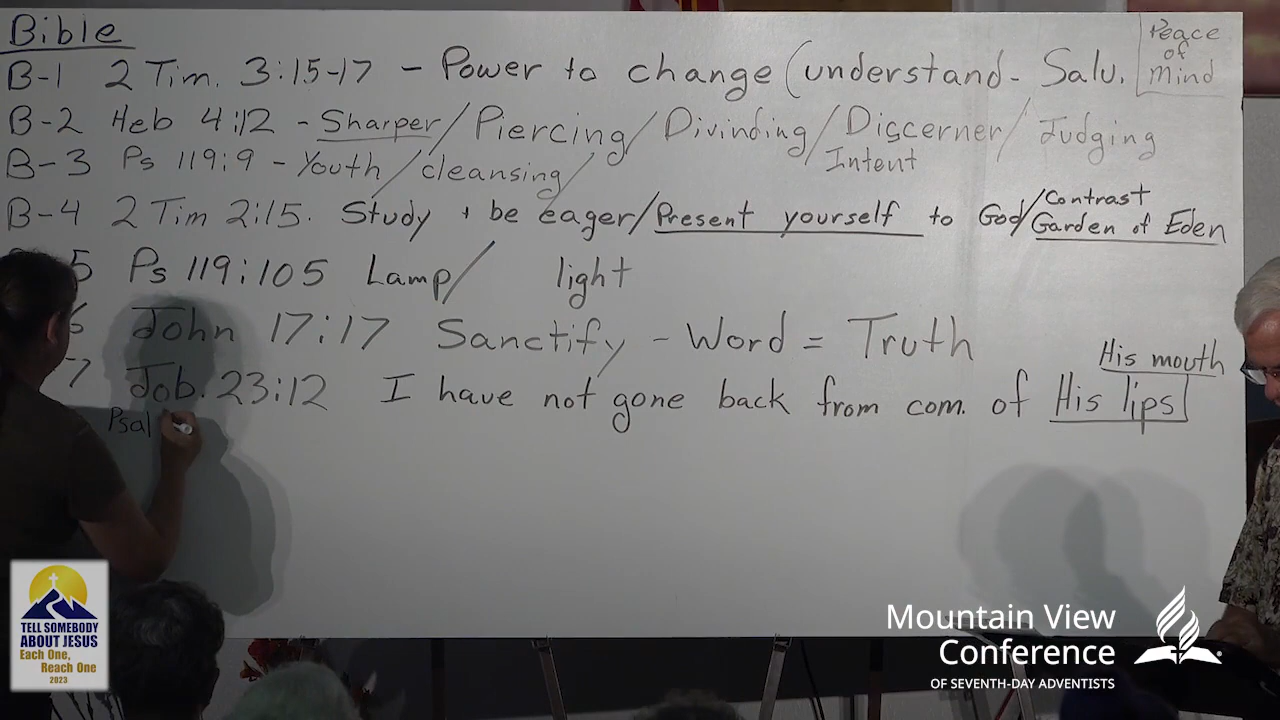 Bible
B-1 2 Tim. 3:15-17 - Power to change (understand - Salv.
Peace
of
mind
B-2 Heb 4:12 - Sharper/Piercing/Divinding/Discerner/Judging
Intent
B-3 Ps 119:9 - Youth/cleansing/
B-4 2 Tim 2:15. Study + be eager/Present yourself to God/Contrast
Garden of Eden
5 Ps 119:105 Lamp/ light
6 John 17:17 Sanctify - Word = Truth
His mouth
7 Job. 23:12 I have not gone back from com. of His lips
Psal
TELL SOMEBODY
ABOUT JESUS
Each One,
Reach One
2023
Mountain View
Conference
OF SEVENTH-DAY ADVENTISTS